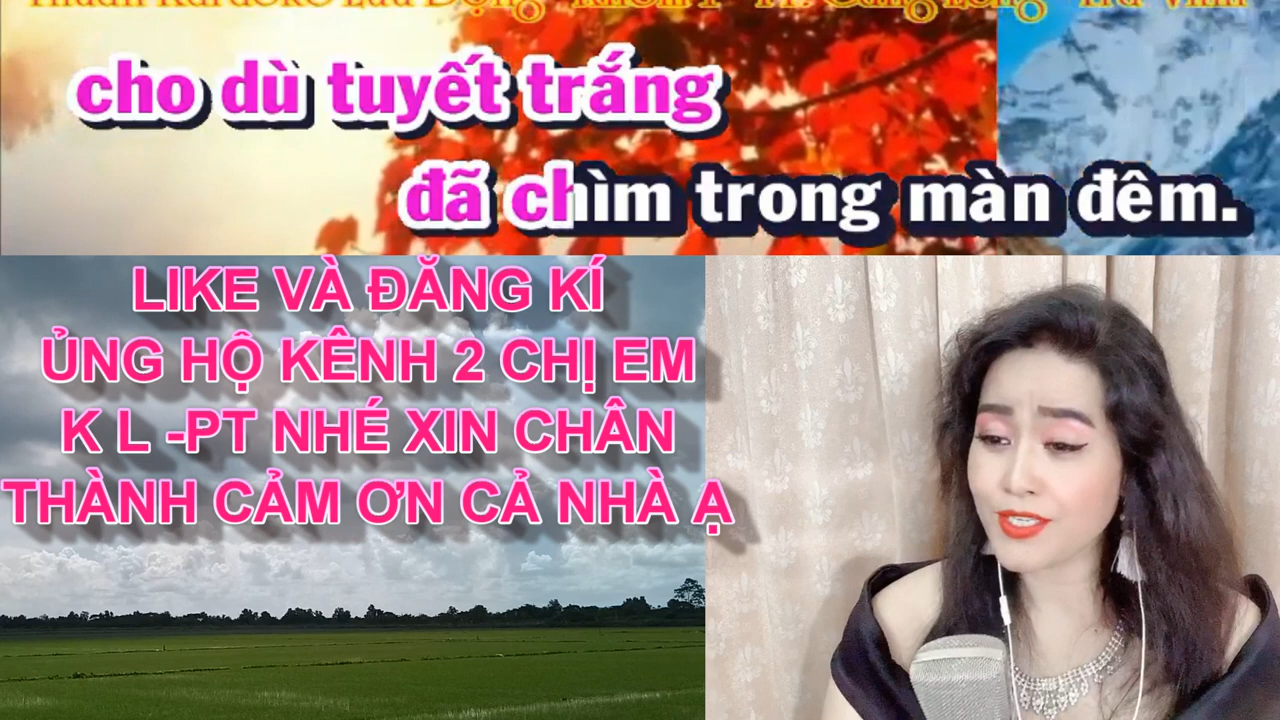 cho dù tuyết trắng
đã chìm trong màn đêm.
LIKE VÀ ĐĂNG KÍ
ỦNG HỘ KÊNH 2 CHỊ EM
K L -PT NHÉ XIN CHÂN
THÀNH CẢM ƠN CẢ NHÀ Ạ